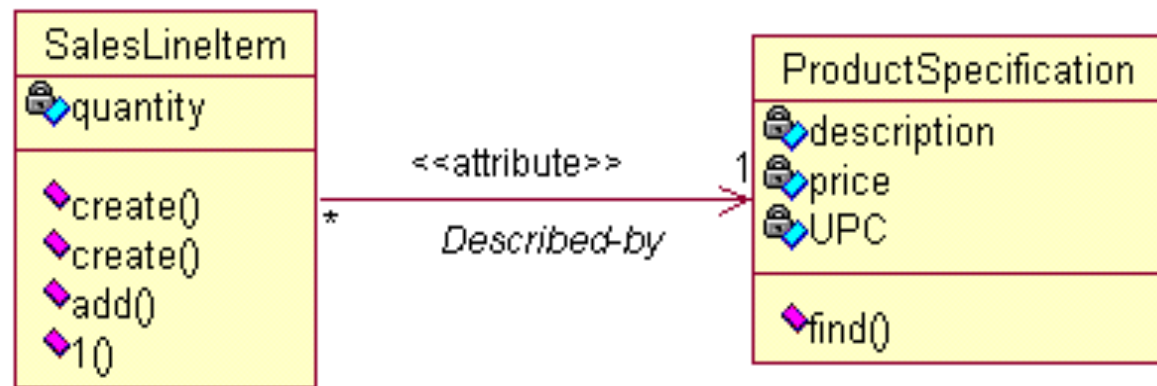 SalesLineItem
quantity
create()
create()
add()
1()
<<attribute>>
*
1
Described-by
ProductSpecification
description
price
UPC
find()